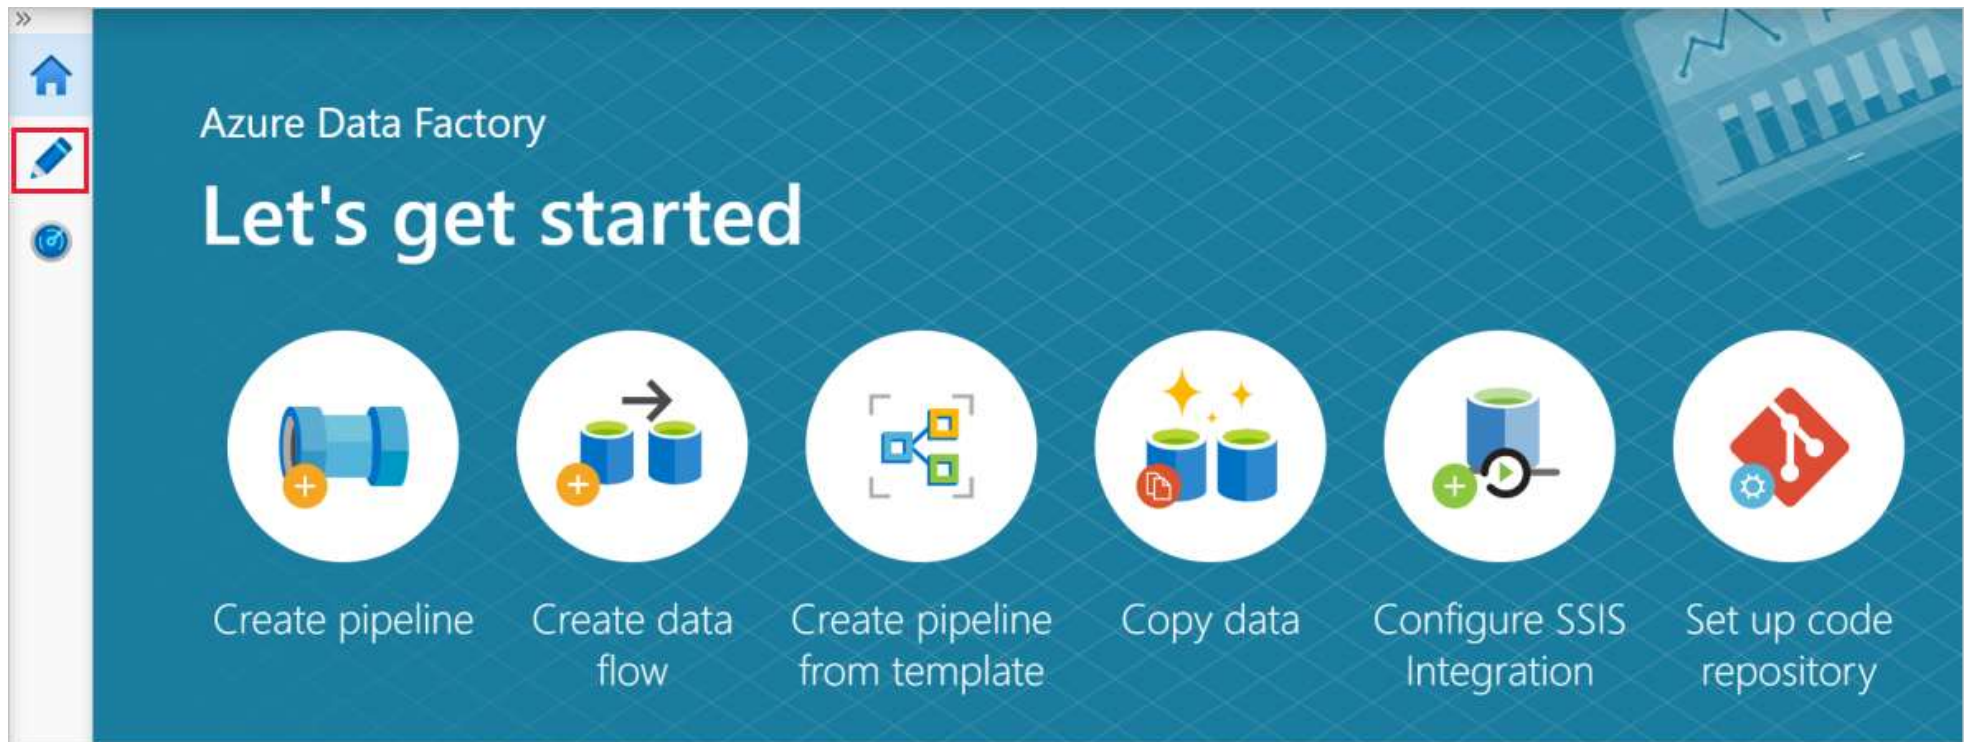 Azure Data Factory
Let's get started
Create pipeline
Create data
flow
Create pipeline
from template
Copy data
Configure SSIS
Integration
Set up code
repository